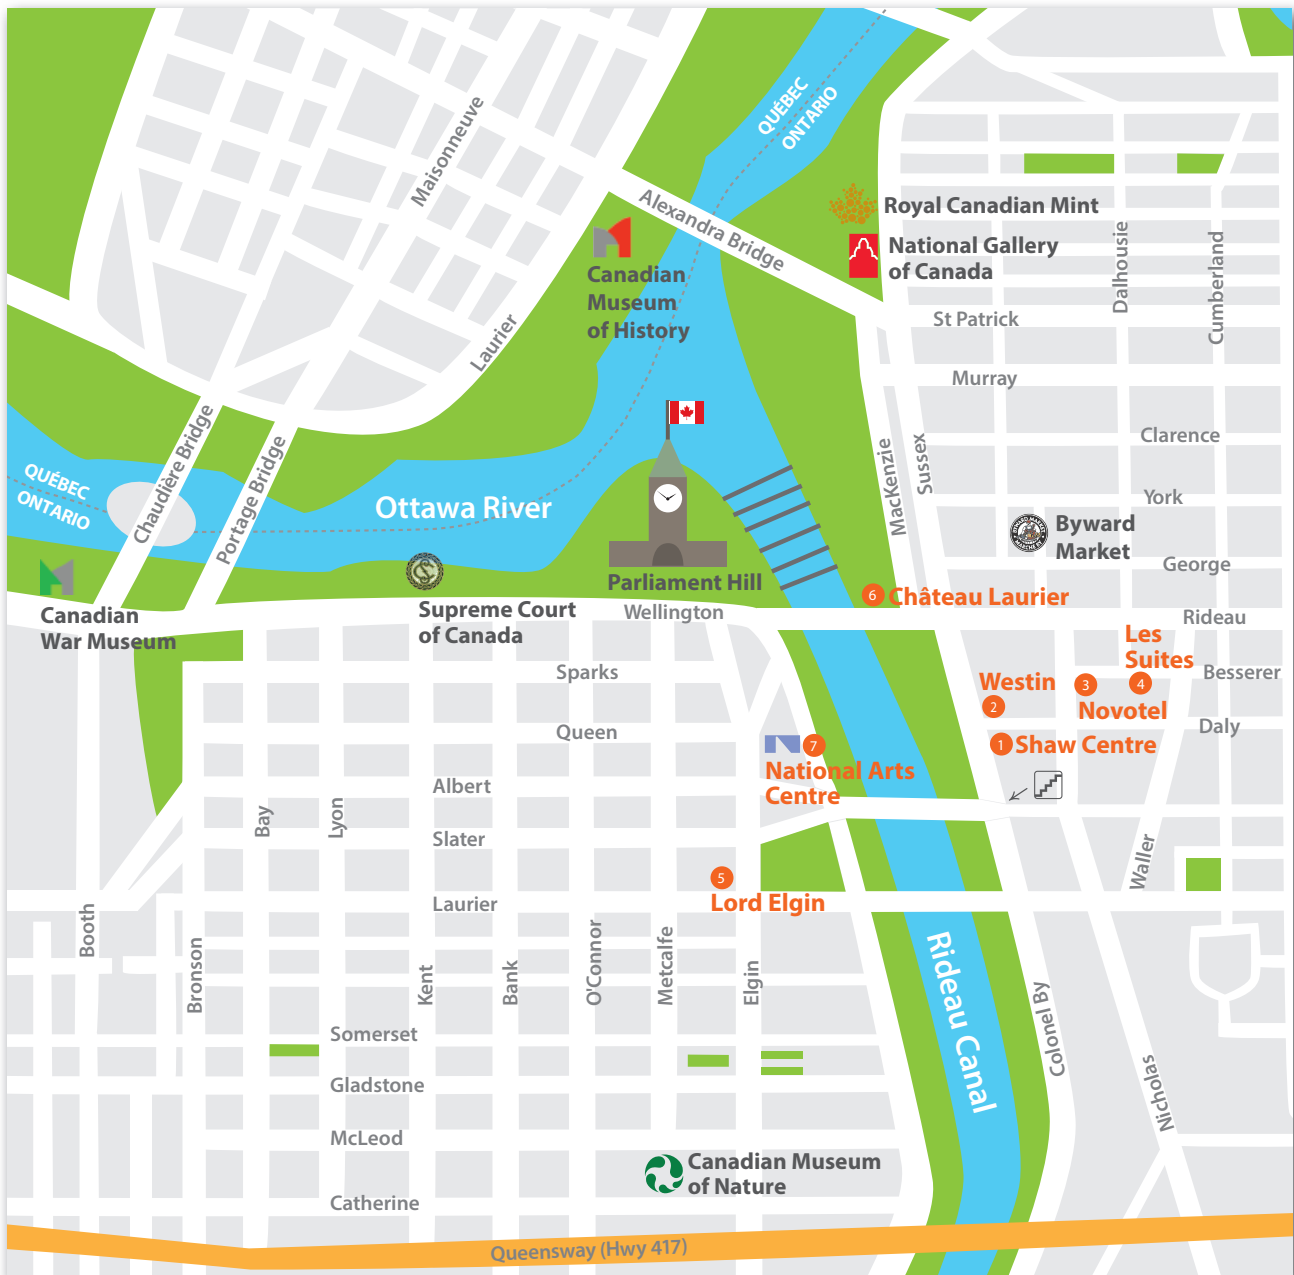 QUÉBEC
ONTARIO
Maisonneuve
Alexandra Bridge
Royal Canadian Mint
National Gallery
of Canada
Dalhousie
Cumberland
Canadian
Museum
of History
Laurier
St Patrick
Murray
Clarence
MacKenzie
Sussex
York
Byward
Market
George
Chaudière Bridge
Portage Bridge
QUÉBEC
ONTARIO
Ottawa River
Parliament Hill
Wellington
Supreme Court
of Canada
Canadian
War Museum
6 Château Laurier
Rideau
Les
Suites
4
Besserer
Westin
2
3
Novotel
Daly
1 Shaw Centre
Sparks
Queen
7
National Arts
Centre
Albert
Bay
Lyon
Slater
Waller
5
Lord Elgin
Laurier
Booth
Bronson
Kent
Bank
O'Connor
Metcalfe
Elgin
Rideau Canal
Colonel By
Nicholas
Somerset
Gladstone
McLeod
Canadian Museum
of Nature
Catherine
Queensway (Hwy 417)